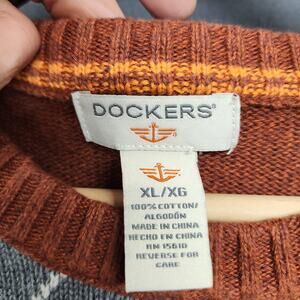 DOCKERS®
XL/XG
100% COTTON/
ALGODÓN
MADE IN CHINA
HECHO EN CHINA
RN 15610
REVERSE FOR
CARE